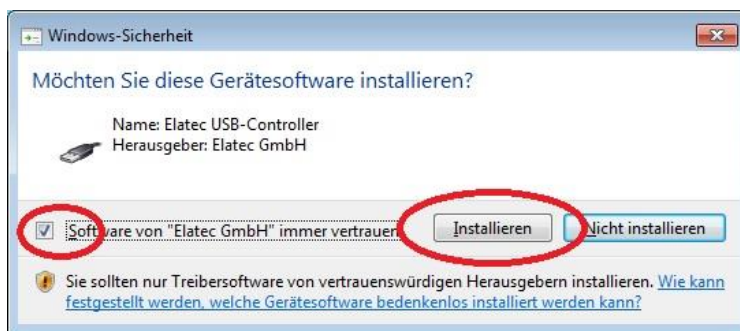 Windows-Sicherheit
Möchten Sie diese Gerätesoftware installieren?
Name: Elatec USB-Controller
Herausgeber: Elatec GmbH
Software von "Elatec GmbH" immer vertrauen
Installieren
Nicht installieren
Sie sollten nur Treibersoftware von vertrauenswürdigen Herausgebern installieren. Wie kann
festgestellt werden, welche Gerätesoftware bedenkenlos installiert werden kann?